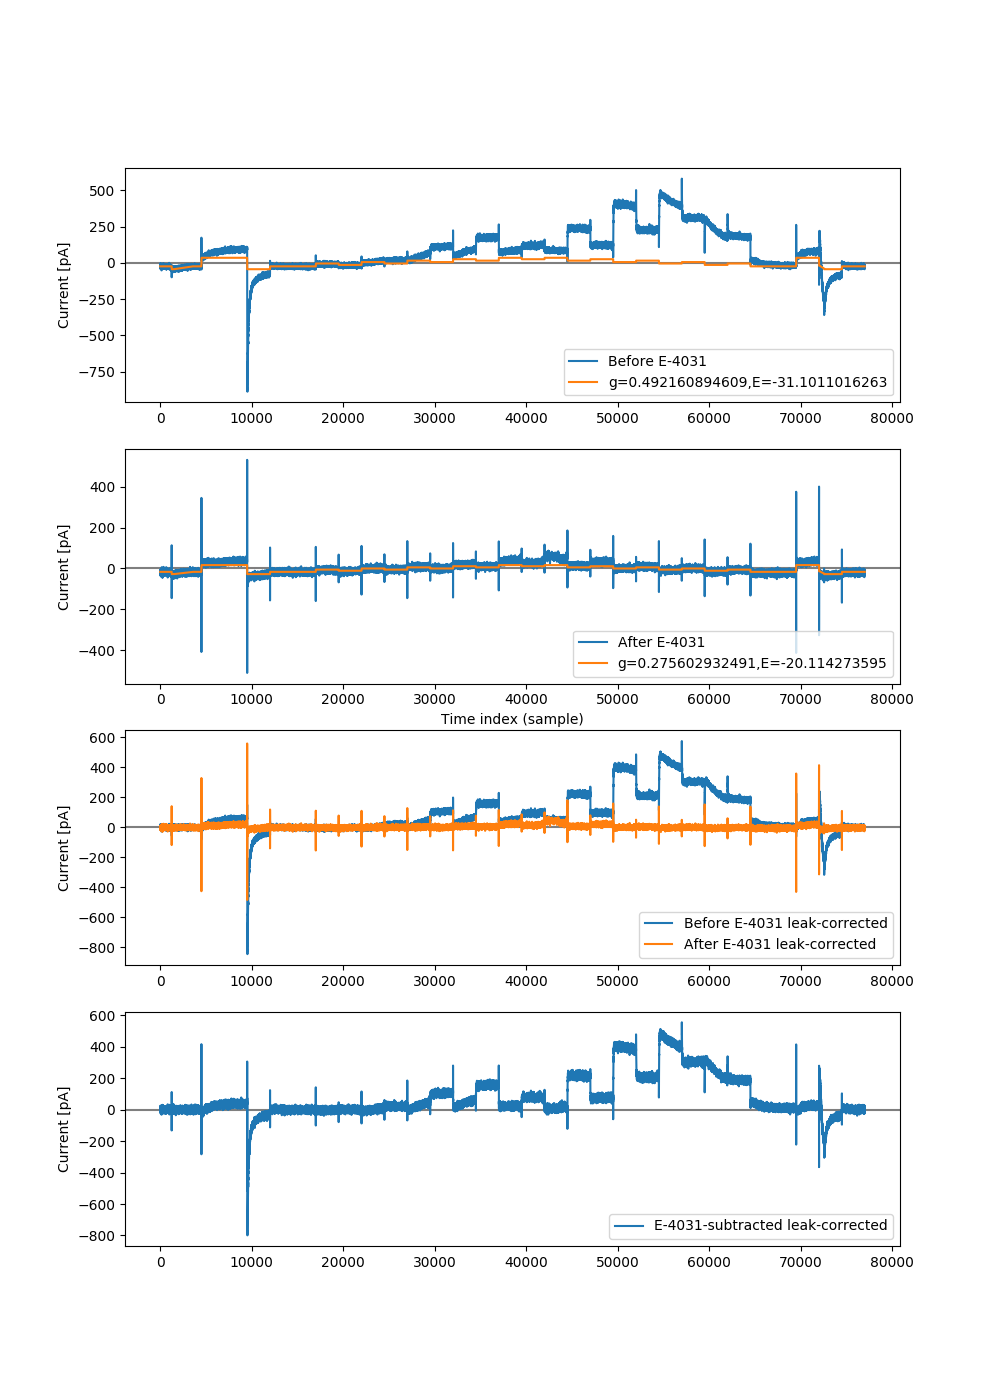 500
250
0
−250
−500
−750
Current [pA]
Before E-4031
g=0.492160894609,E=-31.1011016263
0 10000 20000 30000 40000 50000 60000 70000 80000
400
200
0
−200
−400
Current [pA]
After E-4031
g=0.275602932491,E=-20.114273595
0 10000 20000 30000 40000 50000 60000 70000 80000
Time index (sample)
600
400
200
0
−200
−400
−600
−800
Current [pA]
Before E-4031 leak-corrected
After E-4031 leak-corrected
0 10000 20000 30000 40000 50000 60000 70000 80000
600
400
200
0
−200
−400
−600
−800
Current [pA]
E-4031-subtracted leak-corrected
0 10000 20000 30000 40000 50000 60000 70000 80000